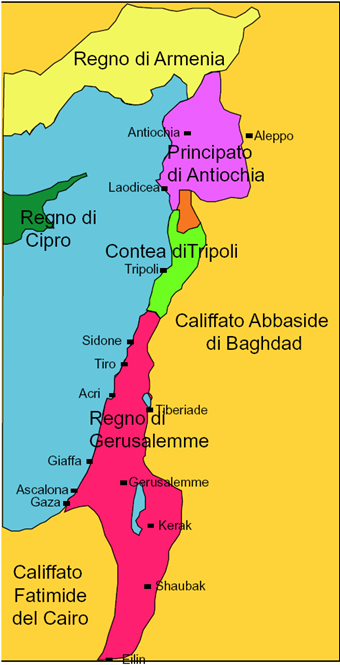 Regno di Armenia
Antiochia
Aleppo
Principato
di Antiochia
Laodicea
Regno di
Cipro
Contea diTripoli
Tripoli
Califfato Abbaside
di Baghdad
Sidone
Tiro
Acri
Tiberiade
Regno di
Gerusalemme
Giaffa
Gerusalemme
Ascalona
Gaza
Kerak
Califfato
Fatimide
del Cairo
Shaubak
Eilin